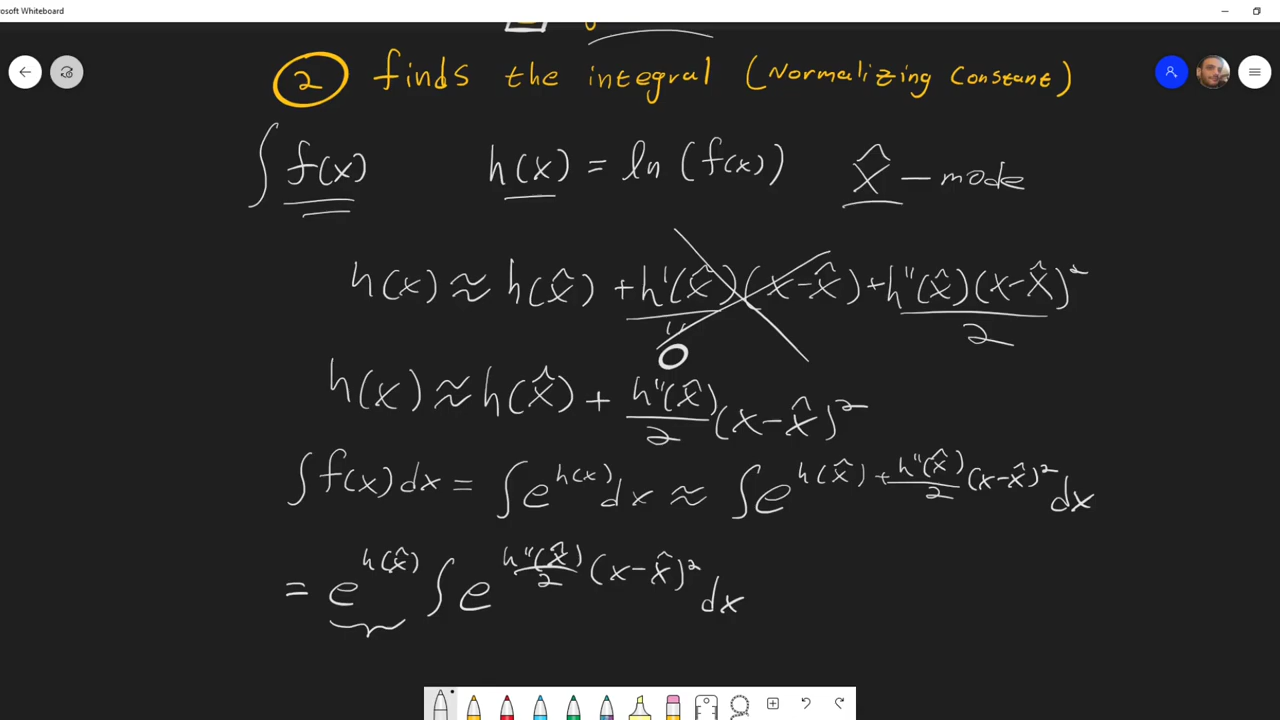 osoft Whiteboard
2 finds the integral (Normalizing Constant)
∫ f(x) h(x) = ln (f(x)) x̂ — mode
h(x) ≈ h(x̂) + h'(x̂)(x-x̂) + h''(x̂)(x-x̂)² / 2
0
h(x) ≈ h(x̂) + h''(x̂)/2 (x-x̂)²
∫ f(x) dx = ∫ e^{h(x)} dx ≈ ∫ e^{h(x̂) + h''(x̂)/2 (x-x̂)²} dx
= e^{h(x̂)} ∫ e^{h''(x̂)/2 (x-x̂)²} dx